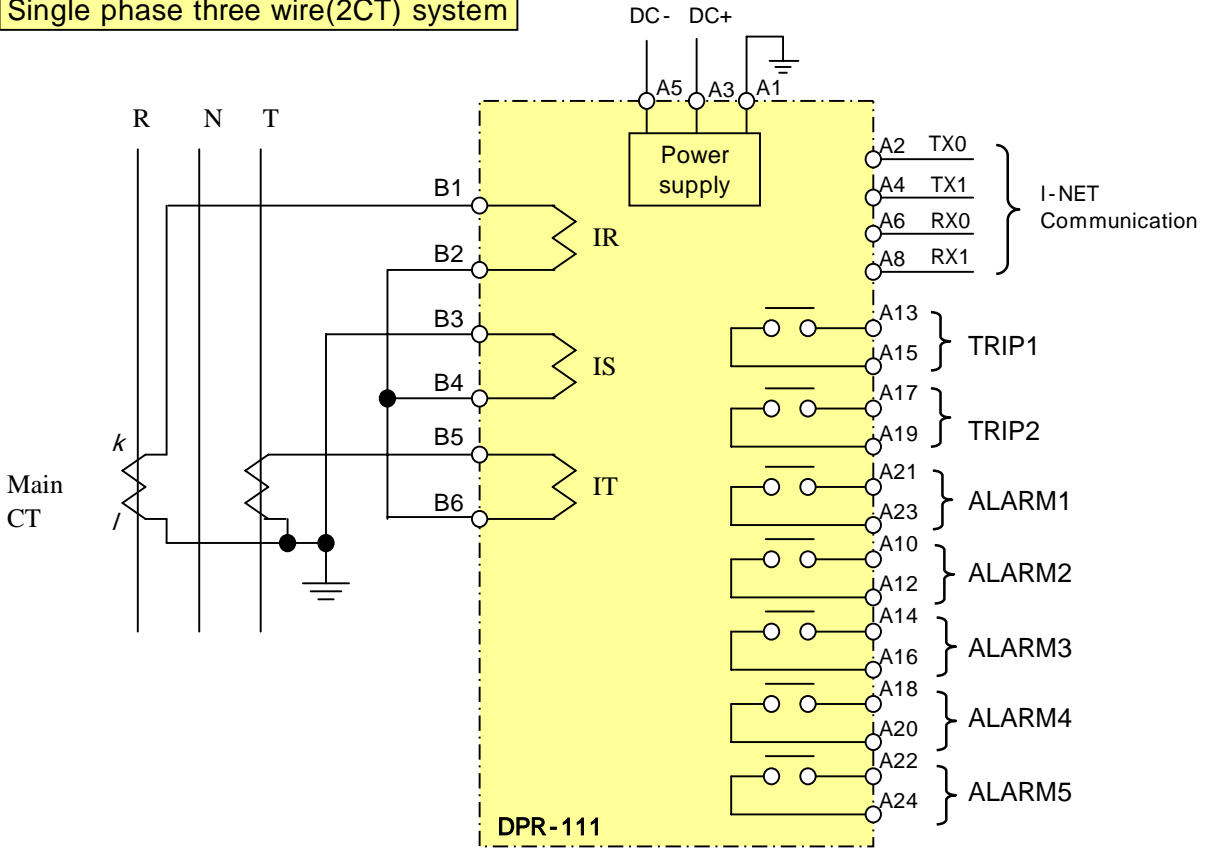 Single phase three wire(2CT) system
DC- DC+
A5 A3 A1
R N T
Power
supply
A2 TX0
A4 TX1
A6 RX0
A8 RX1
I-NET
Communication
B1
IR
B2
B3
IS
B4
B5
IT
B6
k
l
Main
CT
A13
A15
TRIP1
A17
A19
TRIP2
A21
A23
ALARM1
A10
A12
ALARM2
A14
A16
ALARM3
A18
A20
ALARM4
A22
A24
ALARM5
DPR-111